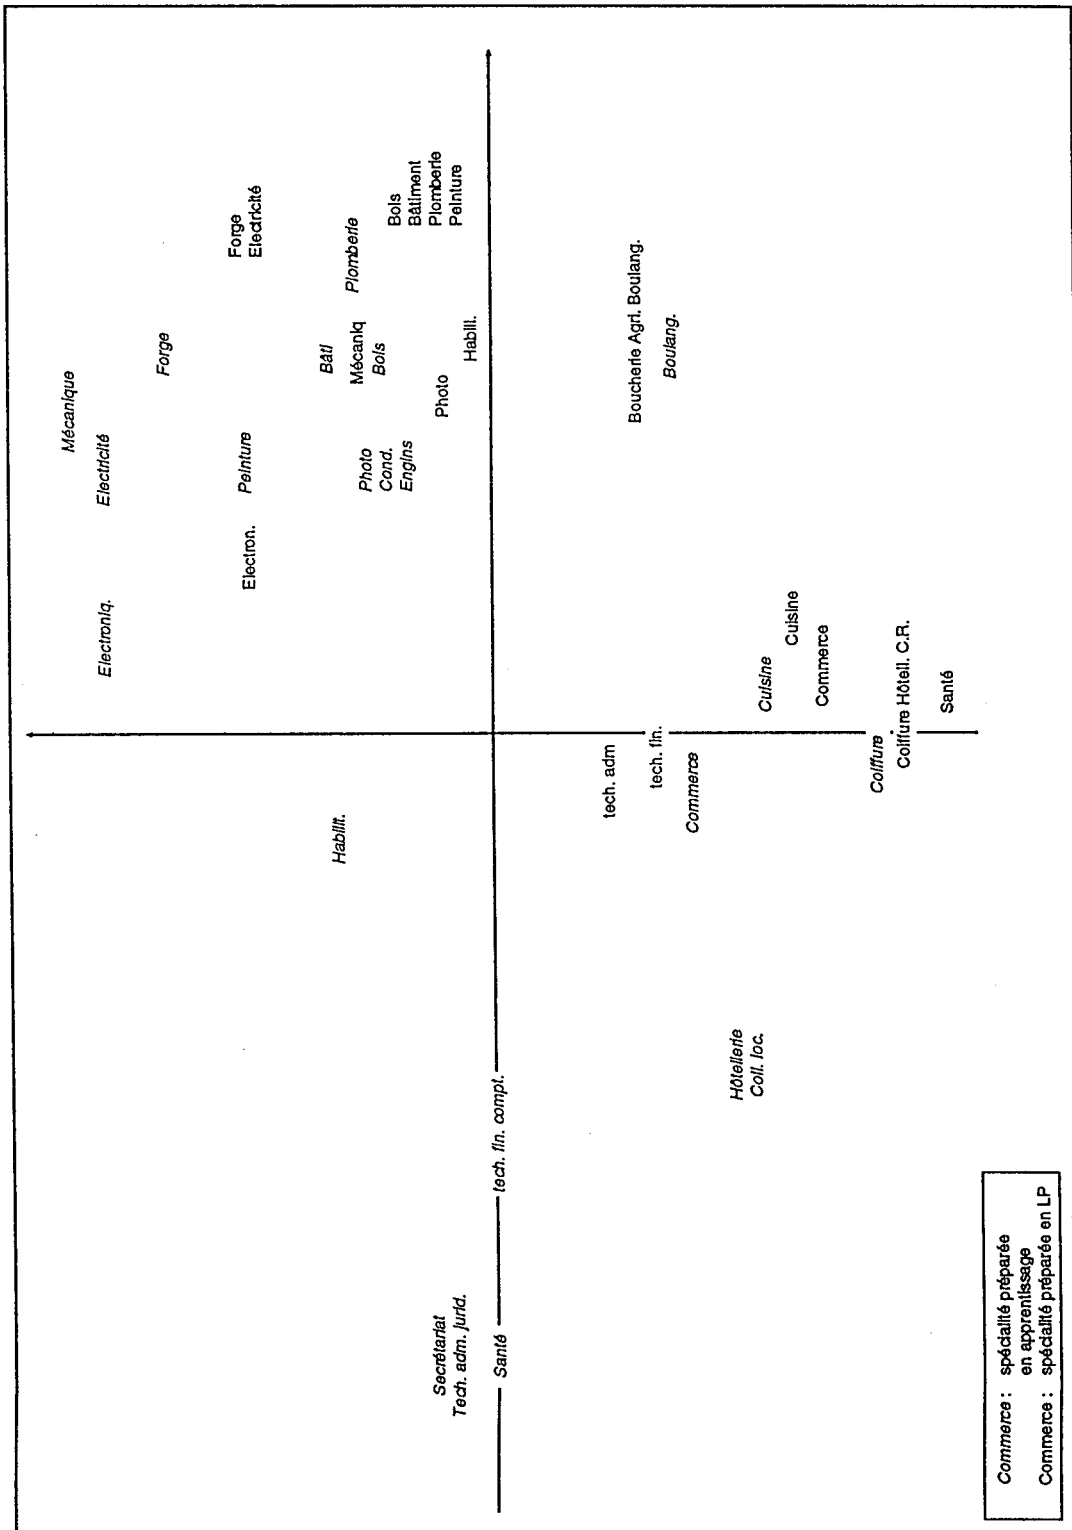 Mécanique
Electricité
Electroniq.
Forge
Forge
Electricité
Peinture
Electron.
Bâti
Mécaniq
Bois
Plomberie
Habillt.
Photo
Cond.
Engins
Bois
Bâtiment
Plomberie
Peinture
Photo
Habill.
Secrétariat
Tech. adm. jurid.
Santé
tech. fin. compt.
tech. adm
tech. fin.
Boucherie Agri. Boulang.
Boulang.
Commerce
Hôtellerie
Coll. loc.
Cuisine
Cuisine
Commerce
Coiffure
Coiffure Hôtell. C.R.
Santé
Commerce : spécialité préparée
en apprentissage
Commerce : spécialité préparée en LP